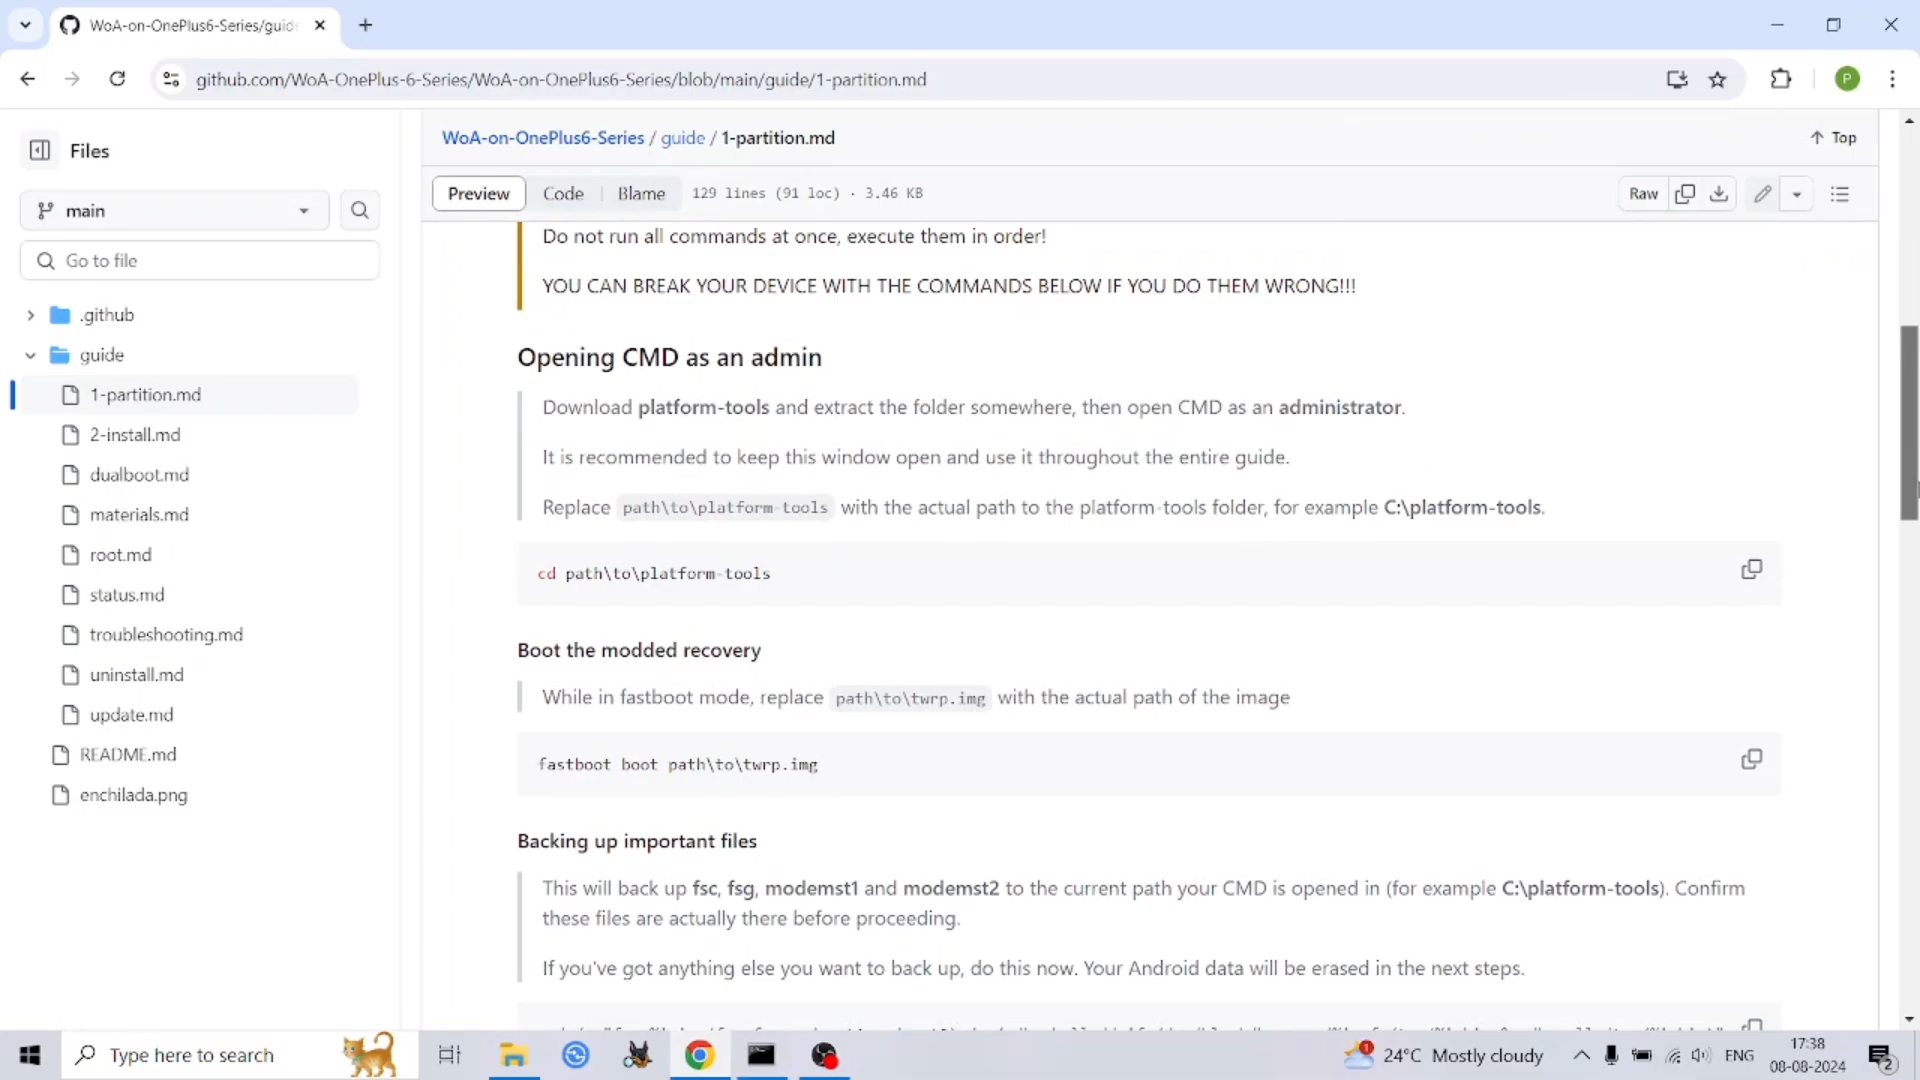 WoA-on-OnePlus6-Series/guid
github.com/WoA-OnePlus-6-Series/WoA-on-OnePlus6-Series/blob/main/guide/1-partition.md
P
Files
main
Go to file
.github
guide
1-partition.md
2-install.md
dualboot.md
materials.md
root.md
status.md
troubleshooting.md
uninstall.md
update.md
README.md
enchilada.png
WoA-on-OnePlus6-Series / guide / 1-partition.md
Top
Preview Code Blame 129 lines (91 loc) · 3.46 KB
Raw
Do not run all commands at once, execute them in order!
YOU CAN BREAK YOUR DEVICE WITH THE COMMANDS BELOW IF YOU DO THEM WRONG!!!
Opening CMD as an admin
Download platform-tools and extract the folder somewhere, then open CMD as an administrator.
It is recommended to keep this window open and use it throughout the entire guide.
Replace path\to\platform-tools with the actual path to the platform-tools folder, for example C:\platform-tools.
cd path\to\platform-tools
Boot the modded recovery
While in fastboot mode, replace path\to\twrp.img with the actual path of the image
fastboot boot path\to\twrp.img
Backing up important files
This will back up fsc, fsg, modemst1 and modemst2 to the current path your CMD is opened in (for example C:\platform-tools). Confirm
these files are actually there before proceeding.
If you've got anything else you want to back up, do this now. Your Android data will be erased in the next steps.
Type here to search
1
24°C Mostly cloudy
ENG
17:38
08-08-2024
2